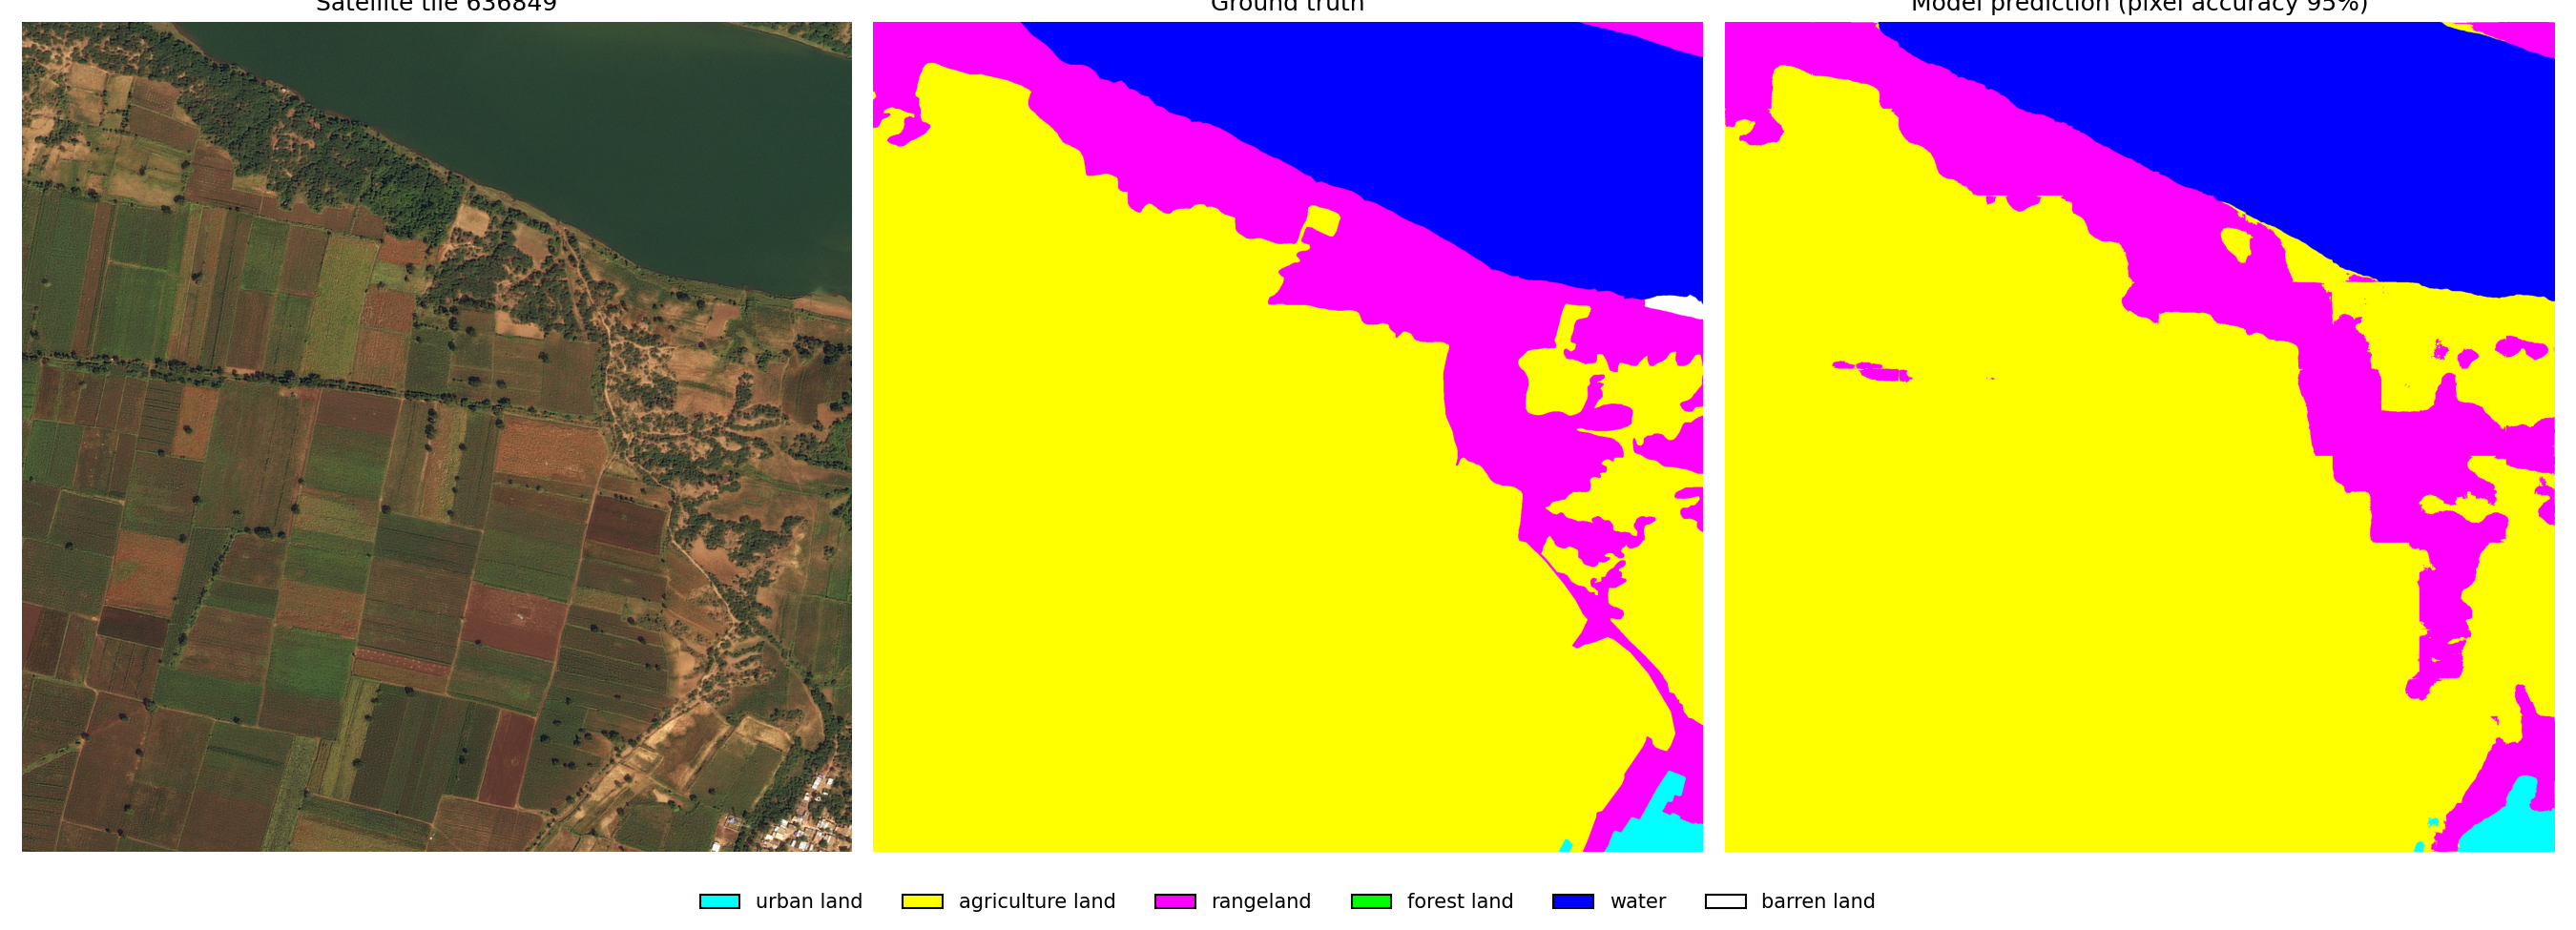 Satellite tile 636849
Ground truth
Model prediction (pixel accuracy 95%)
urban land
agriculture land
rangeland
forest land
water
barren land